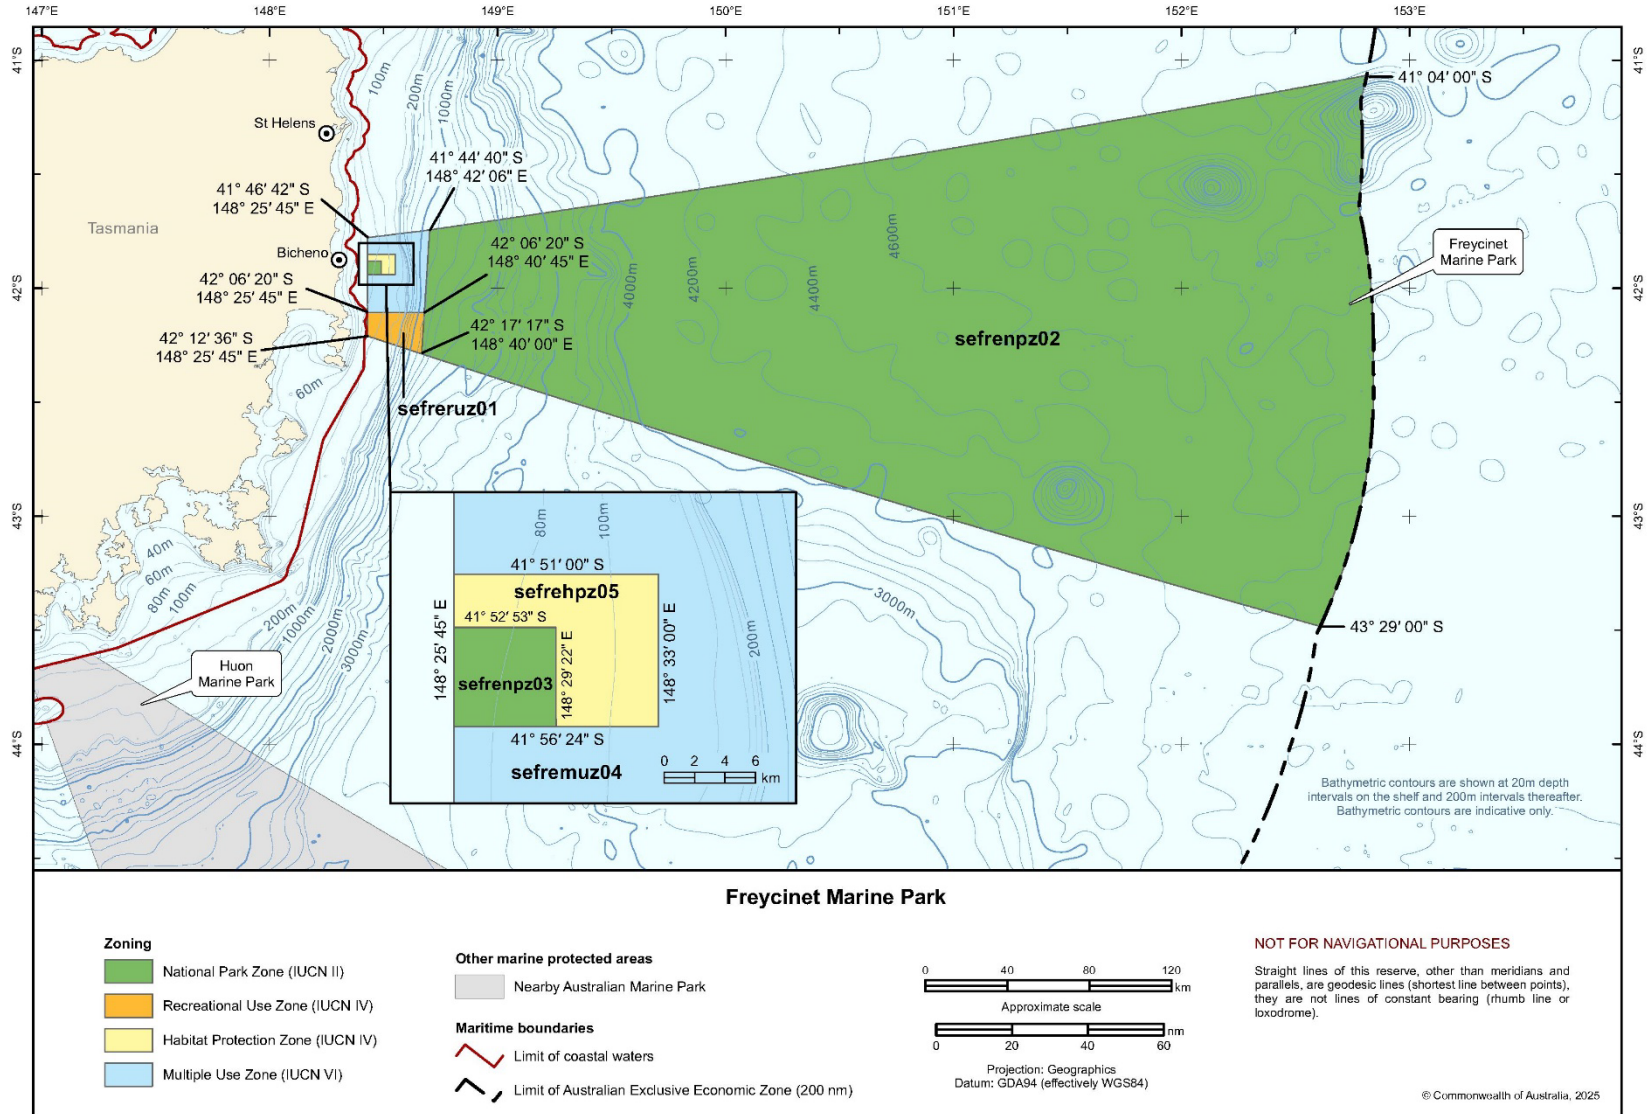 147°E
148°E
149°E
150°E
151°E
152°E
153°E
41°S
41°S
41° 04' 00" S
100m
200m
1000m
St Helens
41° 44' 40" S
148° 42' 06" E
41° 46' 42" S
148° 25' 45" E
Tasmania
Bicheno
42° 06' 20" S
148° 40' 45" E
4600m
4000m
4200m
4400m
Freycinet
Marine Park
42°S
42°S
42° 06' 20" S
148° 25' 45" E
42° 12' 36" S
148° 25' 45" E
42° 17' 17" S
148° 40' 00" E
sefrenpz02
60m
sefreruz01
43°S
43°S
80m
100m
41° 51' 00" S
sefrehpz05
41° 52' 53" S
148° 25' 45" E
148° 29' 22" E
148° 33' 00" E
200m
sefrenpz03
41° 56' 24" S
sefremuz04
0 2 4 6
km
40m
60m
80m
100m
200m
1000m
2000m
3000m
3000m
43° 29' 00" S
Huon
Marine Park
44°S
44°S
Bathymetric contours are shown at 20m depth
intervals on the shelf and 200m intervals thereafter.
Bathymetric contours are indicative only.
Freycinet Marine Park
Zoning
National Park Zone (IUCN II)
Recreational Use Zone (IUCN IV)
Habitat Protection Zone (IUCN IV)
Multiple Use Zone (IUCN VI)
Other marine protected areas
Nearby Australian Marine Park
Maritime boundaries
Limit of coastal waters
Limit of Australian Exclusive Economic Zone (200 nm)
0 40 80 120
km
Approximate scale
nm
0 20 40 60
Projection: Geographics
Datum: GDA94 (effectively WGS84)
NOT FOR NAVIGATIONAL PURPOSES
Straight lines of this reserve, other than meridians and
parallels, are geodesic lines (shortest line between points),
they are not lines of constant bearing (rhumb line or
loxodrome).
© Commonwealth of Australia, 2025